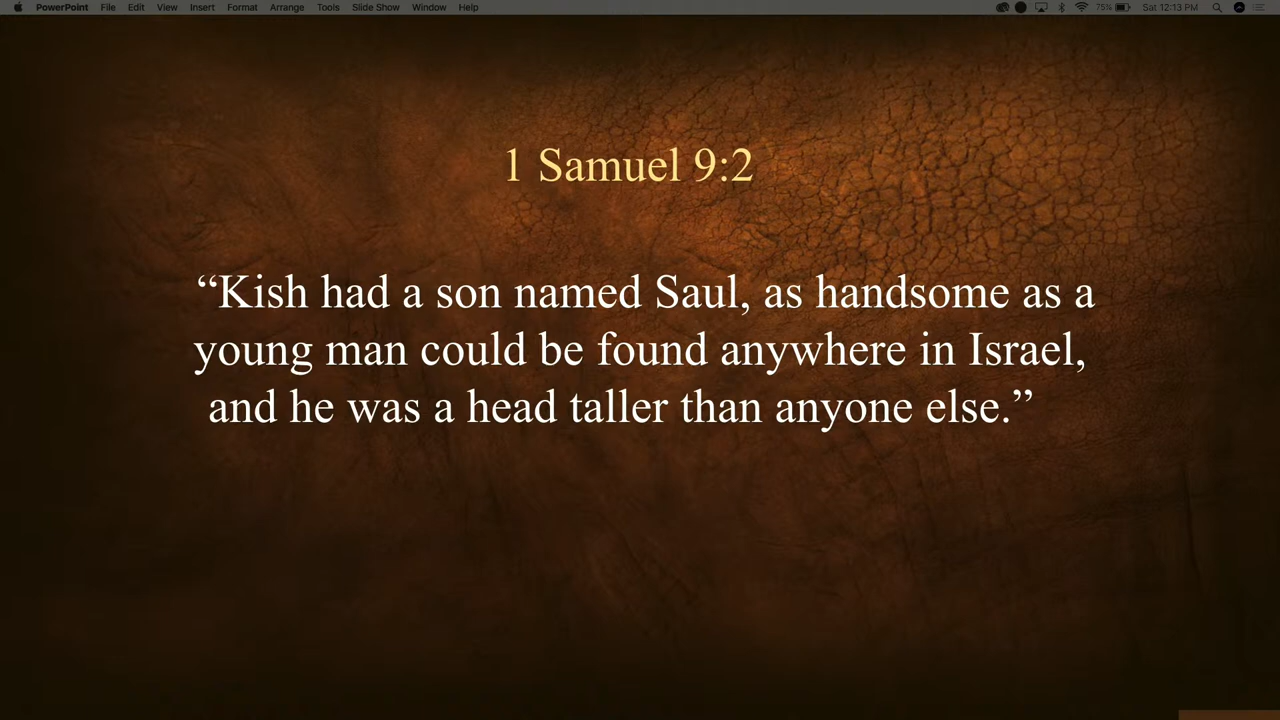 PowerPoint File Edit View Insert Format Arrange Tools Slide Show Window Help 75% Sat 12:13 PM
1 Samuel 9:2
“Kish had a son named Saul, as handsome as a
young man could be found anywhere in Israel,
and he was a head taller than anyone else.”